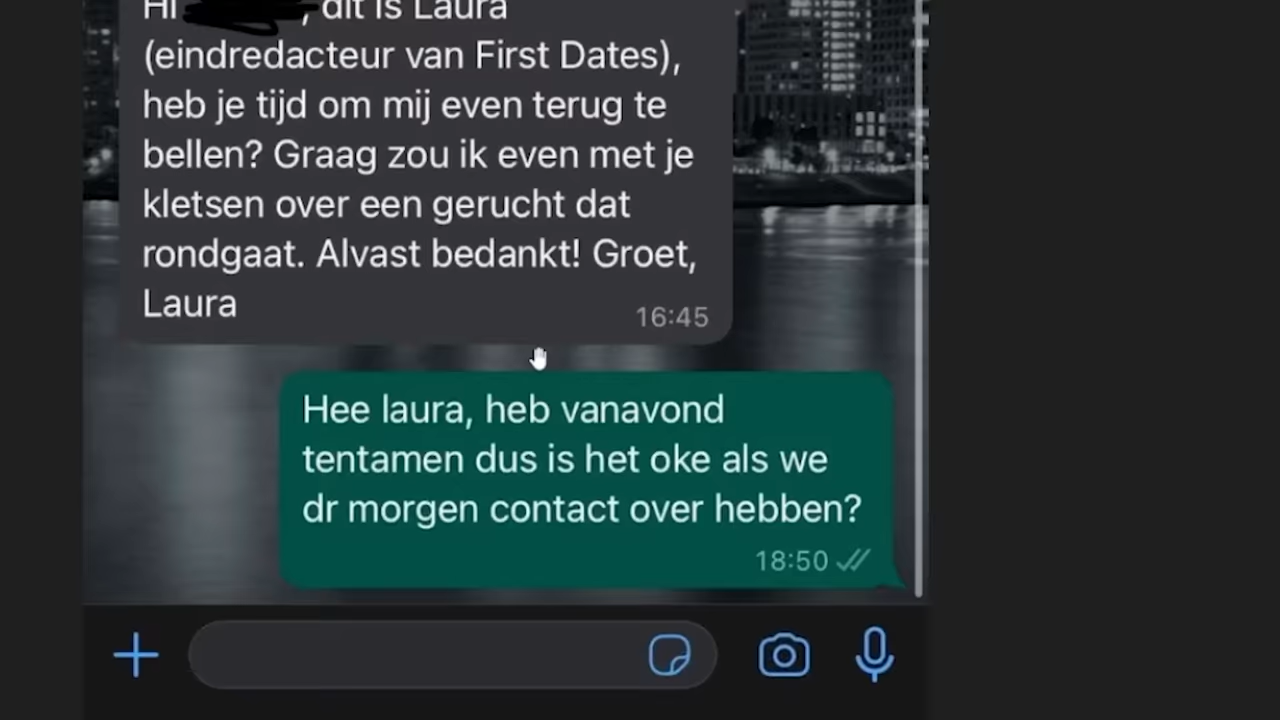 Hi , dit is Laura
(eindredacteur van First Dates),
heb je tijd om mij even terug te
bellen? Graag zou ik even met je
kletsen over een gerucht dat
rondgaat. Alvast bedankt! Groet,
Laura
16:45
Hee laura, heb vanavond
tentamen dus is het oke als we
dr morgen contact over hebben?
18:50